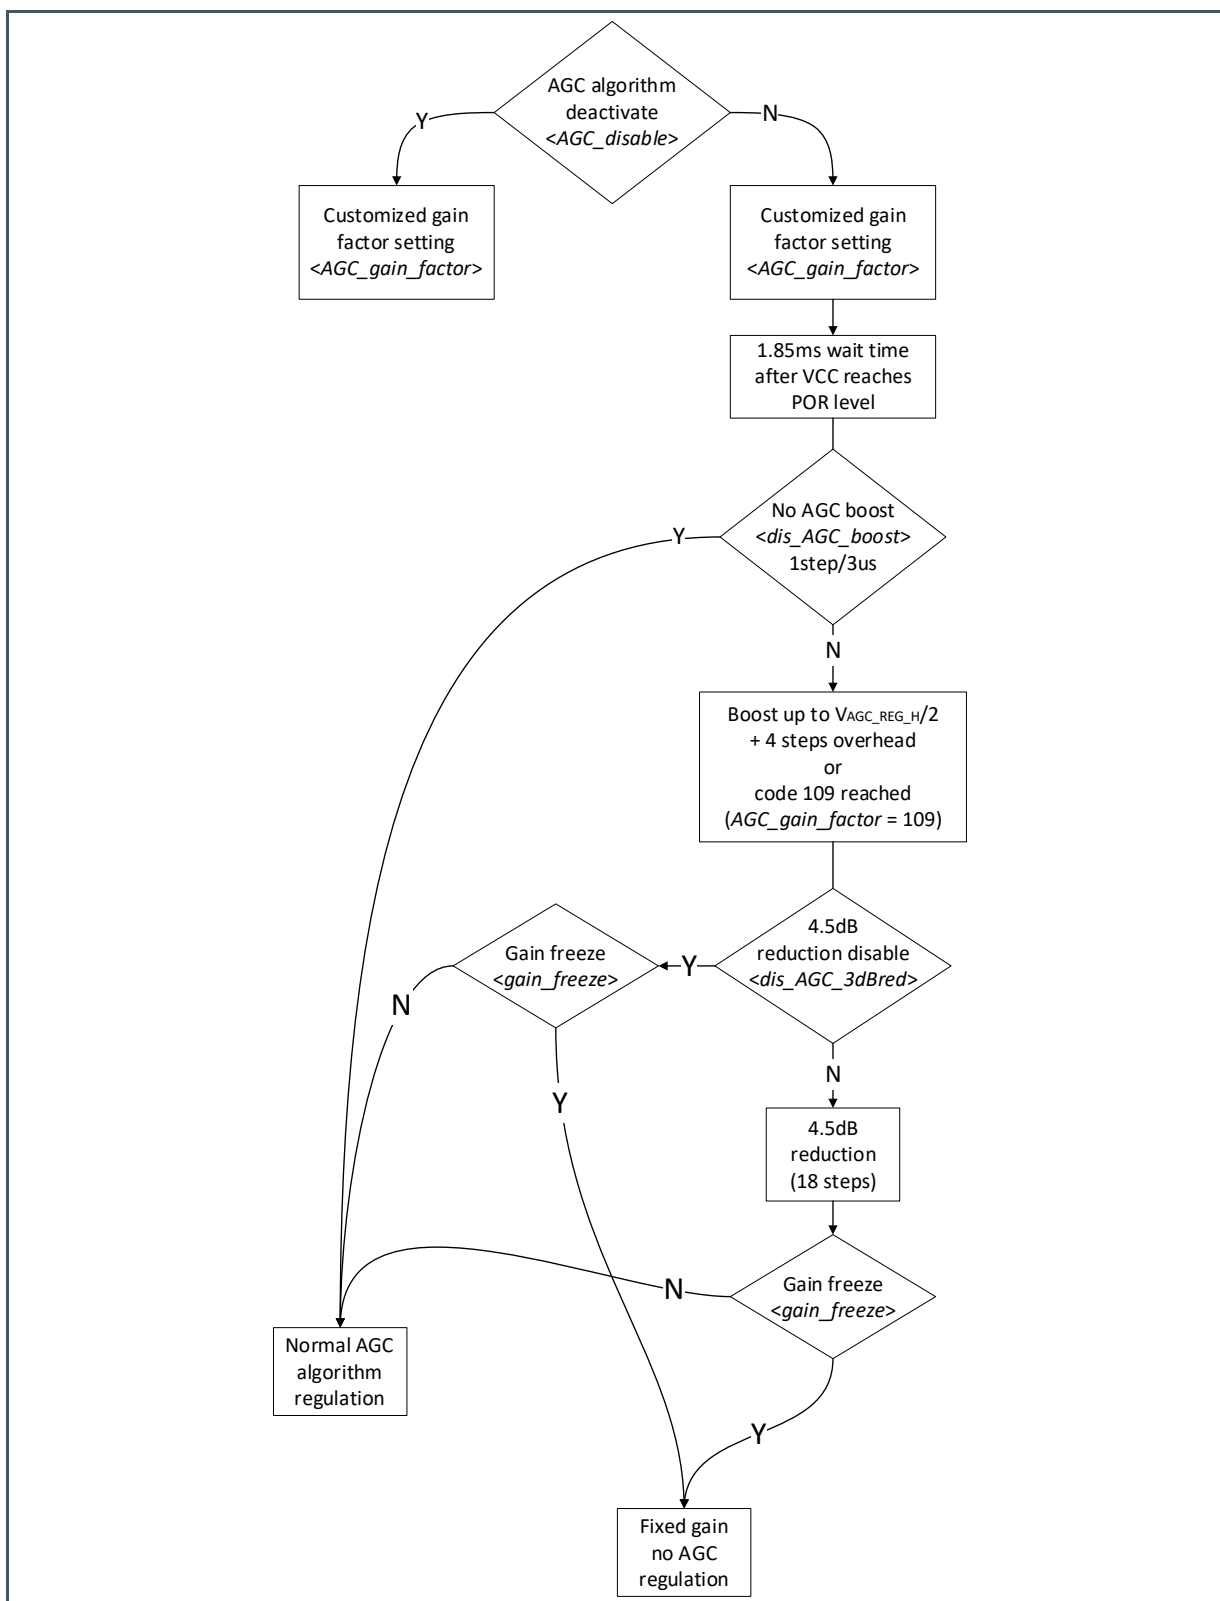 AGC algorithm
deactivate
<AGC_disable>
Y
N
Customized gain
factor setting
<AGC_gain_factor>
Customized gain
factor setting
<AGC_gain_factor>
1.85ms wait time
after VCC reaches
POR level
No AGC boost
<dis_AGC_boost>
1step/3us
Y
N
Boost up to VAGC_REG_H/2
+ 4 steps overhead
or
code 109 reached
(AGC_gain_factor = 109)
4.5dB
reduction disable
<dis_AGC_3dBred>
Y
Gain freeze
<gain_freeze>
N
N
Y
4.5dB
reduction
(18 steps)
Gain freeze
<gain_freeze>
N
Normal AGC
algorithm
regulation
Y
Fixed gain
no AGC
regulation